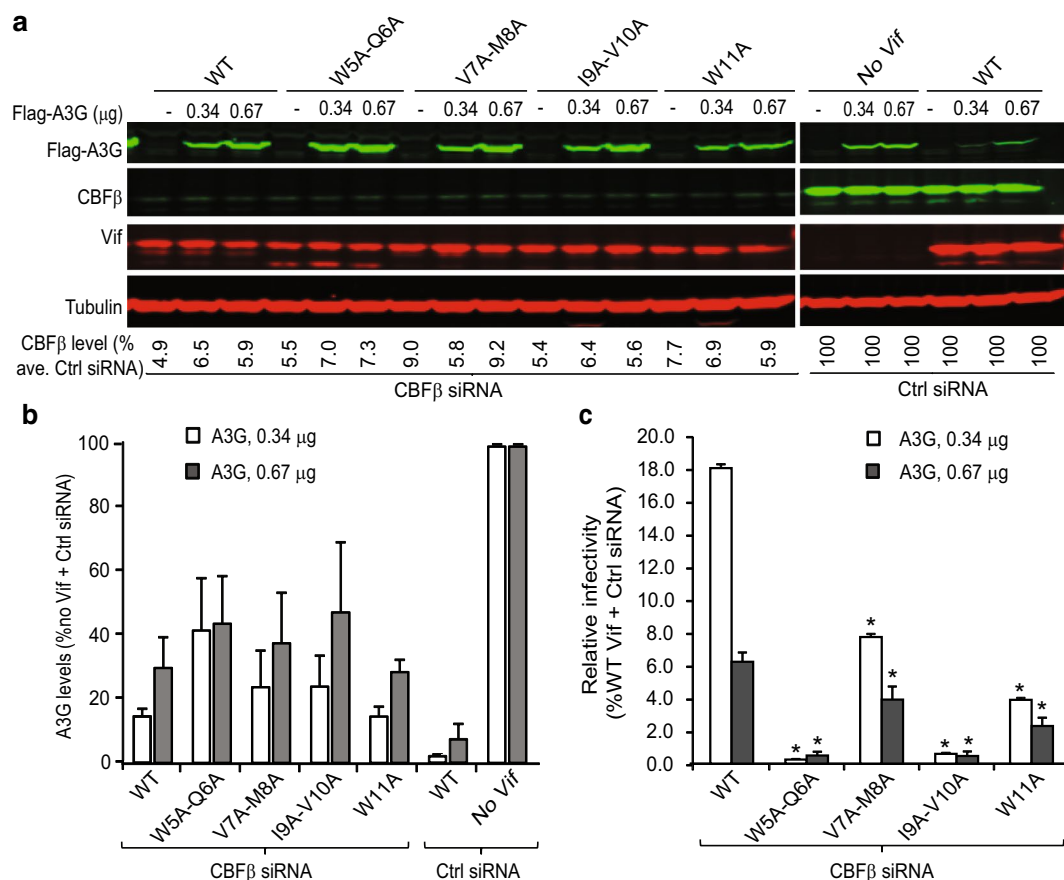 a
WT W5A-Q6A V7A-M8A I9A-V10A W11A No Vif WT
Flag-A3G (μg) - 0.34 0.67 - 0.34 0.67 - 0.34 0.67 - 0.34 0.67 - 0.34 0.67 - 0.34 0.67 - 0.34 0.67
Flag-A3G
CBFβ
Vif
Tubulin
CBFβ level (% ave. Ctrl siRNA) 4.9 6.5 5.9 5.5 7.0 7.3 9.0 5.8 9.2 5.4 6.4 5.6 7.7 6.9 5.9 100 100 100 100 100 100
CBFβ siRNA Ctrl siRNA
b
A3G, 0.34 μg
A3G, 0.67 μg
A3G levels (%no Vif + Ctrl siRNA)
100
80
60
40
20
0
WT W5A-Q6A V7A-M8A I9A-V10A W11A WT No Vif
CBFβ siRNA Ctrl siRNA
c
A3G, 0.34 μg
A3G, 0.67 μg
Relative infectivity
(%WT Vif + Ctrl siRNA)
20.0
18.0
16.0
14.0
12.0
10.0
8.0
6.0
4.0
2.0
0.0
* * * * * * * *
WT W5A-Q6A V7A-M8A I9A-V10A W11A
CBFβ siRNA